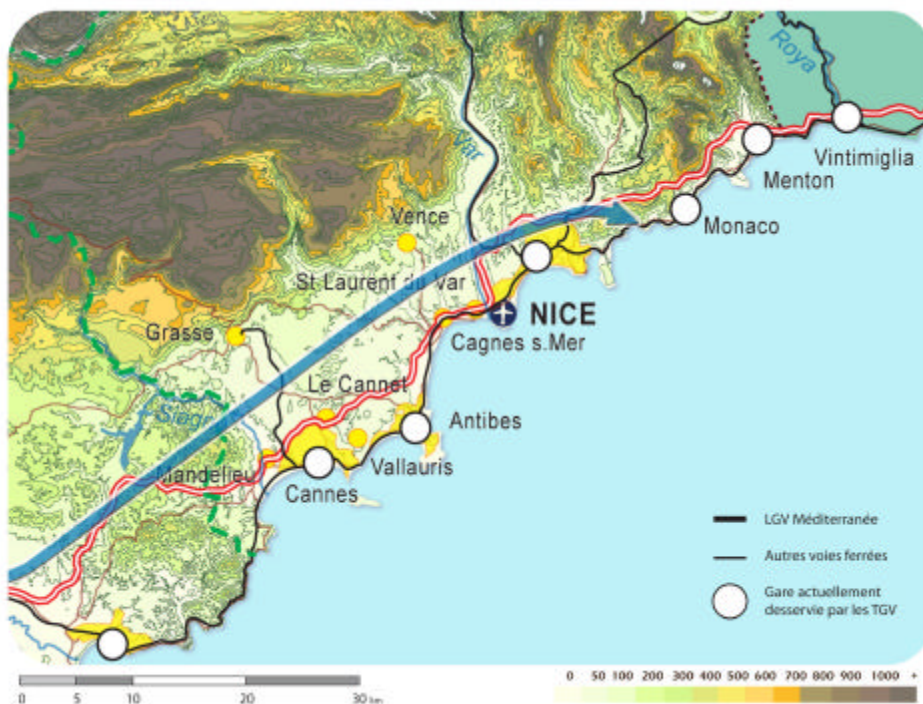 Roya
Var
Vintimiglia
Menton
Monaco
Vence
St Laurent du Var
NICE
Grasse
Cagnes s.Mer
Le Cannet
Antibes
Mandelieu
Vallauris
Cannes
LGV Méditerranée
Autres voies ferrées
Gare actuellement
desservie par les TGV
0 5 10 20 30 km
0 50 100 200 300 400 500 600 700 800 900 1000 +